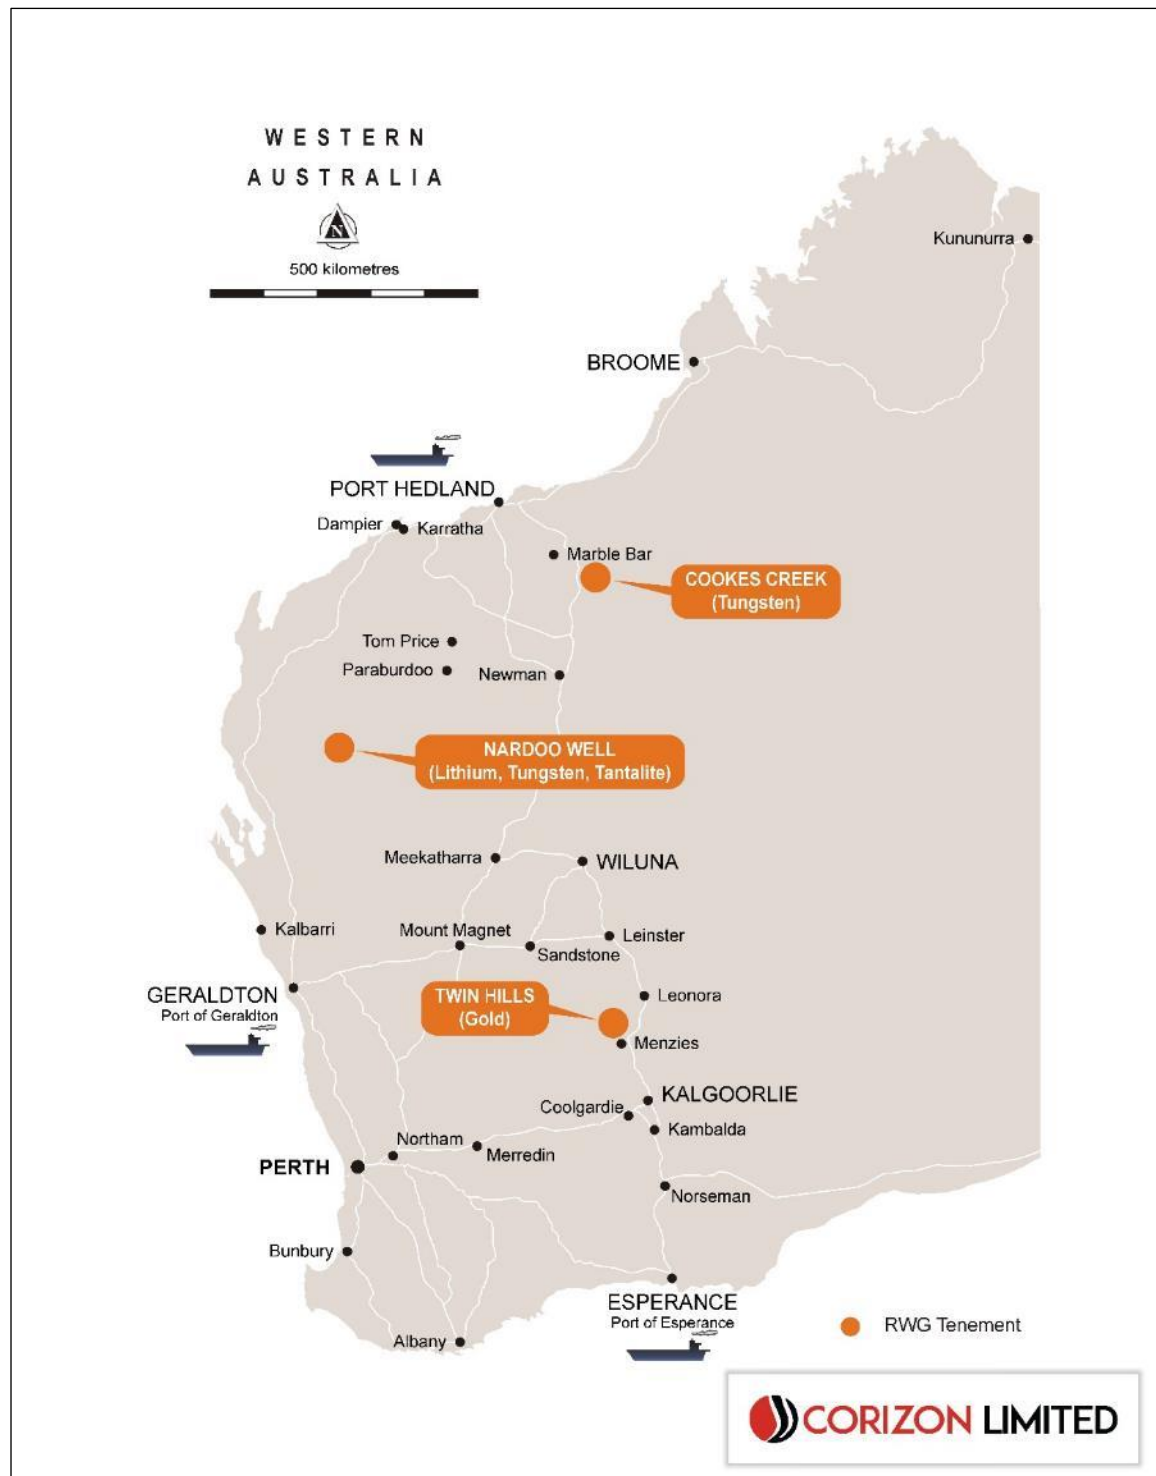 WESTERN
AUSTRALIA
N
500 kilometres
Kununurra
BROOME
PORT HEDLAND
Dampier
Karratha
Marble Bar
COOKES CREEK
(Tungsten)
Tom Price
Paraburdoo
Newman
NARDOO WELL
(Lithium, Tungsten, Tantalite)
Meekatharra
WILUNA
Kalbarri
Mount Magnet
Leinster
Sandstone
GERALDTON
Port of Geraldton
TWIN HILLS
(Gold)
Leonora
Menzies
KALGOORLIE
Coolgardie
Kambalda
Northam
Merredin
PERTH
Norseman
Bunbury
ESPERANCE
Port of Esperance
Albany
RWG Tenement
CORIZON LIMITED